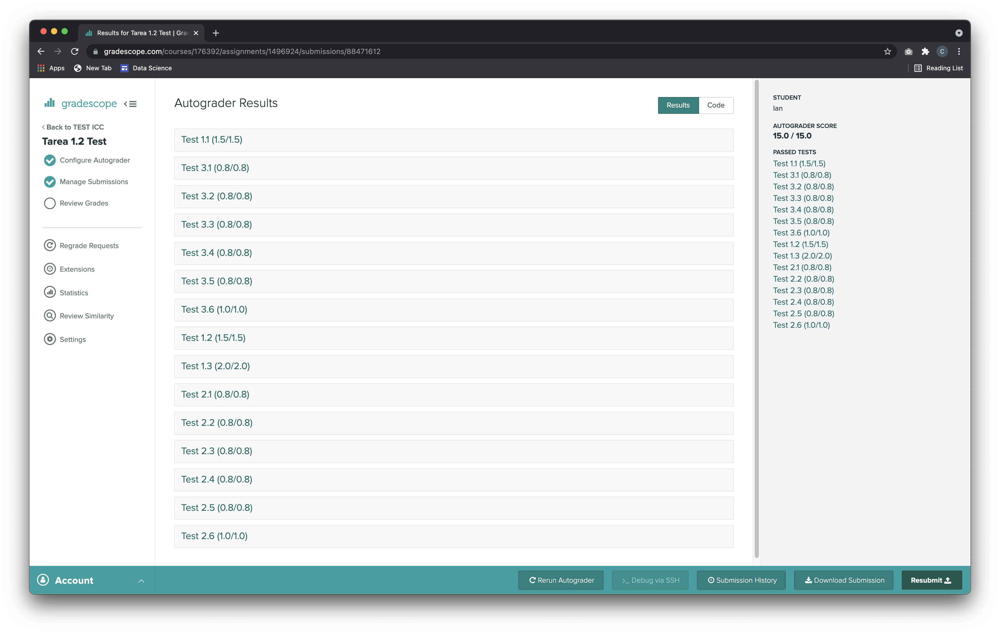 Results for Tarea 1.2 Test | Gra
gradescope.com/courses/176392/assignments/1496924/submissions/88471612
C
Apps
New Tab
Data Science
Reading List
gradescope
Back to TEST ICC
Tarea 1.2 Test
Configure Autograder
Manage Submissions
Review Grades
Regrade Requests
Extensions
Statistics
Review Similarity
Settings
Autograder Results
Results
Code
Test 1.1 (1.5/1.5)
Test 3.1 (0.8/0.8)
Test 3.2 (0.8/0.8)
Test 3.3 (0.8/0.8)
Test 3.4 (0.8/0.8)
Test 3.5 (0.8/0.8)
Test 3.6 (1.0/1.0)
Test 1.2 (1.5/1.5)
Test 1.3 (2.0/2.0)
Test 2.1 (0.8/0.8)
Test 2.2 (0.8/0.8)
Test 2.3 (0.8/0.8)
Test 2.4 (0.8/0.8)
Test 2.5 (0.8/0.8)
Test 2.6 (1.0/1.0)
STUDENT
Ian
AUTOGRADER SCORE
15.0 / 15.0
PASSED TESTS
Test 1.1 (1.5/1.5)
Test 3.1 (0.8/0.8)
Test 3.2 (0.8/0.8)
Test 3.3 (0.8/0.8)
Test 3.4 (0.8/0.8)
Test 3.5 (0.8/0.8)
Test 3.6 (1.0/1.0)
Test 1.2 (1.5/1.5)
Test 1.3 (2.0/2.0)
Test 2.1 (0.8/0.8)
Test 2.2 (0.8/0.8)
Test 2.3 (0.8/0.8)
Test 2.4 (0.8/0.8)
Test 2.5 (0.8/0.8)
Test 2.6 (1.0/1.0)
Account
Rerun Autograder
>_ Debug via SSH
Submission History
Download Submission
Resubmit